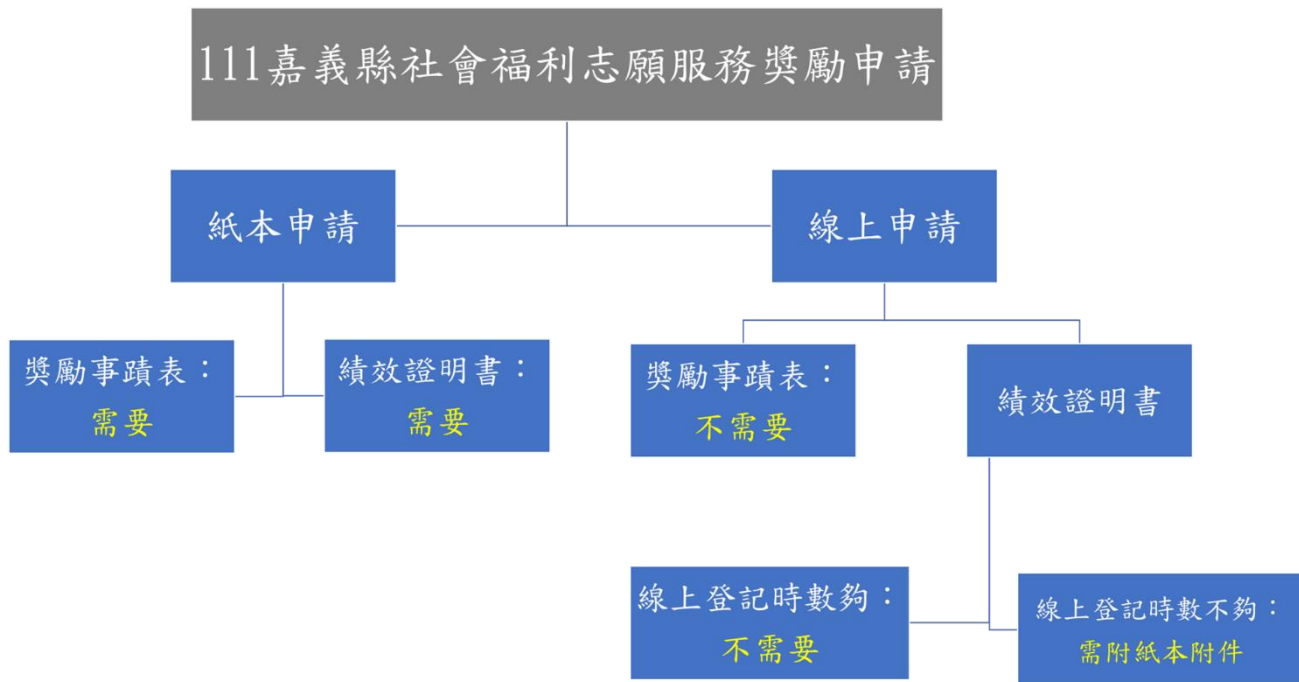 111嘉義縣社會福利志願服務獎勵申請
紙本申請
線上申請
獎勵事蹟表：
需要
績效證明書：
需要
獎勵事蹟表：
不需要
績效證明書
線上登記時數夠：
不需要
線上登記時數不夠：
需附紙本附件